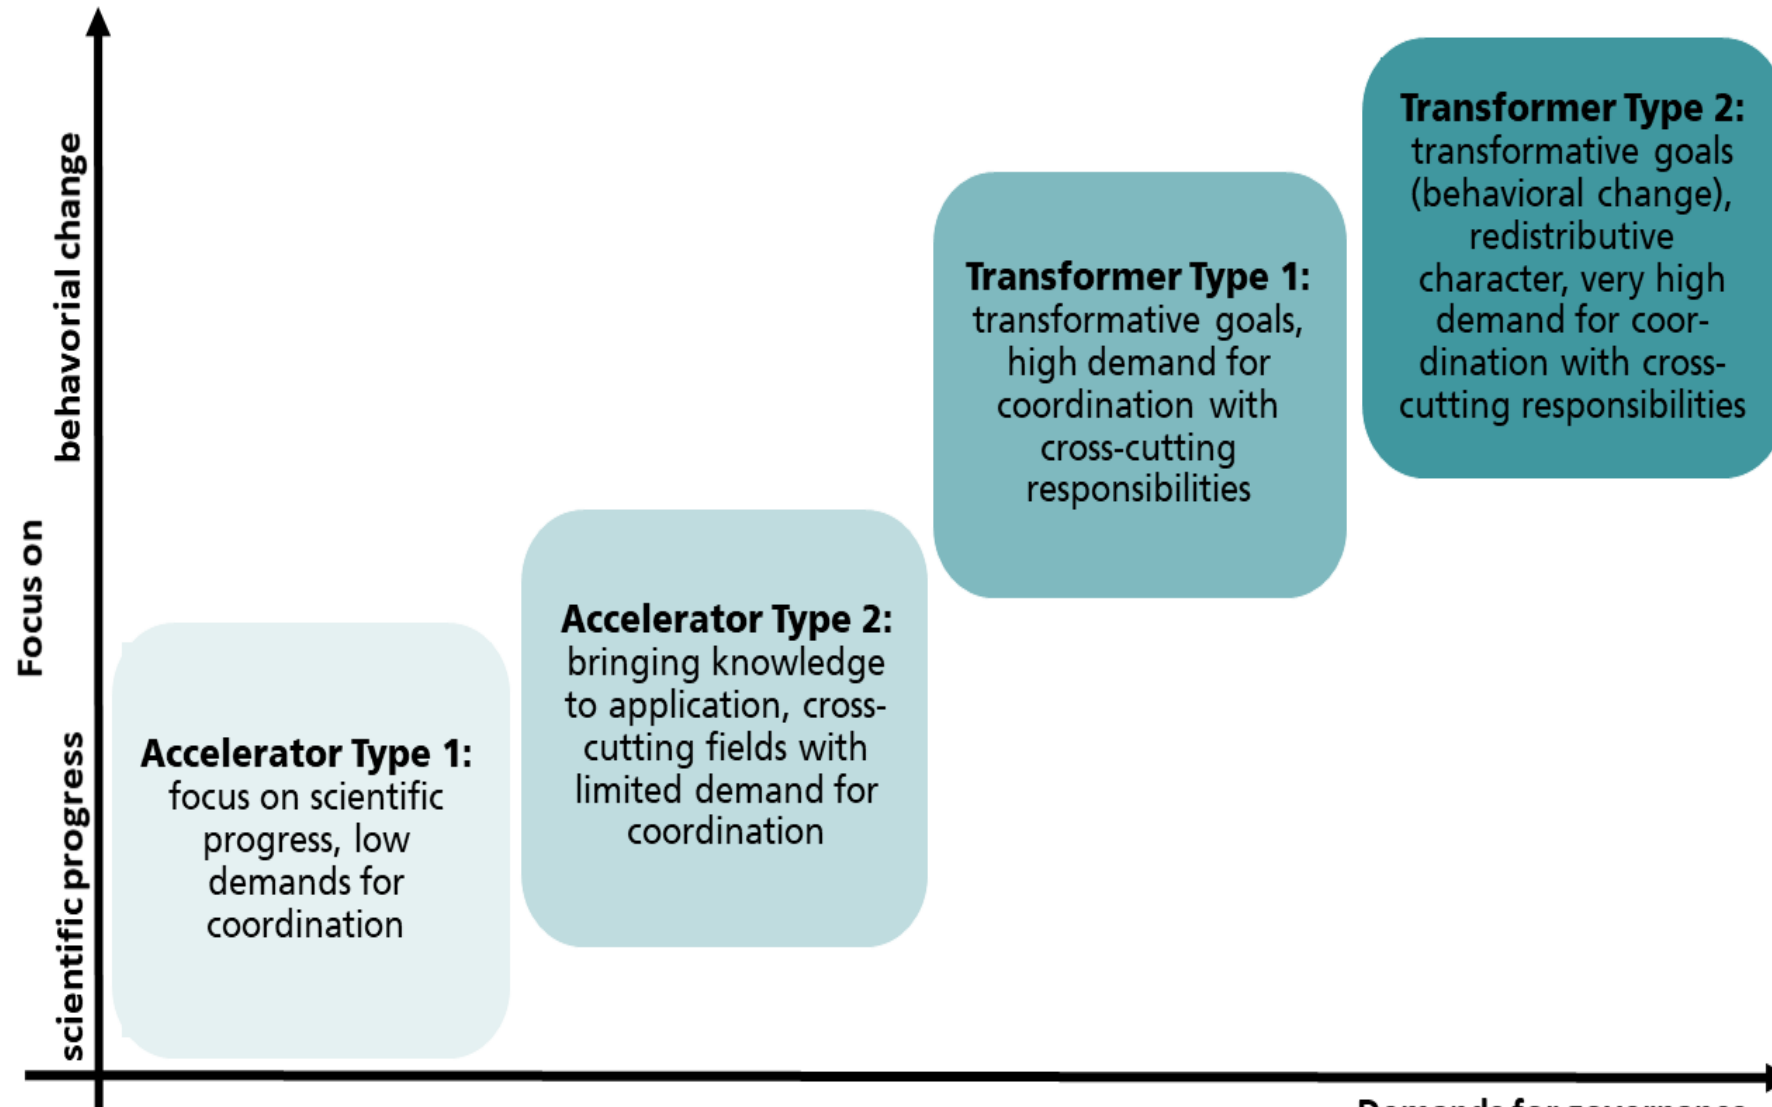 Focus on
scientific progress
behavorial change
Accelerator Type 1:
focus on scientific
progress, low
demands for
coordination
Accelerator Type 2:
bringing knowledge
to application, cross-
cutting fields with
limited demand for
coordination
Transformer Type 1:
transformative goals,
high demand for
coordination with
cross-cutting
responsibilities
Transformer Type 2:
transformative goals
(behavioral change),
redistributive
character, very high
demand for coor-
dination with cross-
cutting responsibilities
Demands for governance